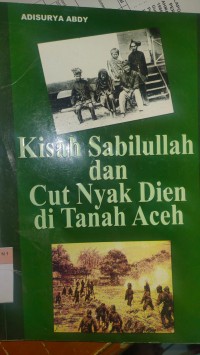 ADISURYA ABDY
Kisah Sabilullah
dan
Cut Nyak Dien
di Tanah Aceh